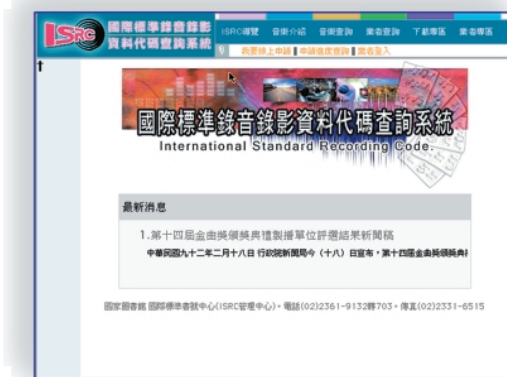 ISRC 國際標準錄音錄影
資料代碼查詢系統
ISRC導覽 音樂介紹 音樂查詢 業者查詢 下載專區 業者專區
我要線上申請 申請進度查詢 業者登入
國際標準錄音錄影資料代碼查詢系統
International Standard Recording Code.
最新消息
1.第十四屆金曲獎頒獎典禮製播單位評選結果新聞稿
中華民國九十二年二月十八日 行政院新聞局今（十八）日宣布，第十四屆金曲獎頒獎典
國家圖書館 國際標準書號中心(ISRC管理中心)。電話(02)2361-9132轉703。傳真(02)2331-6515